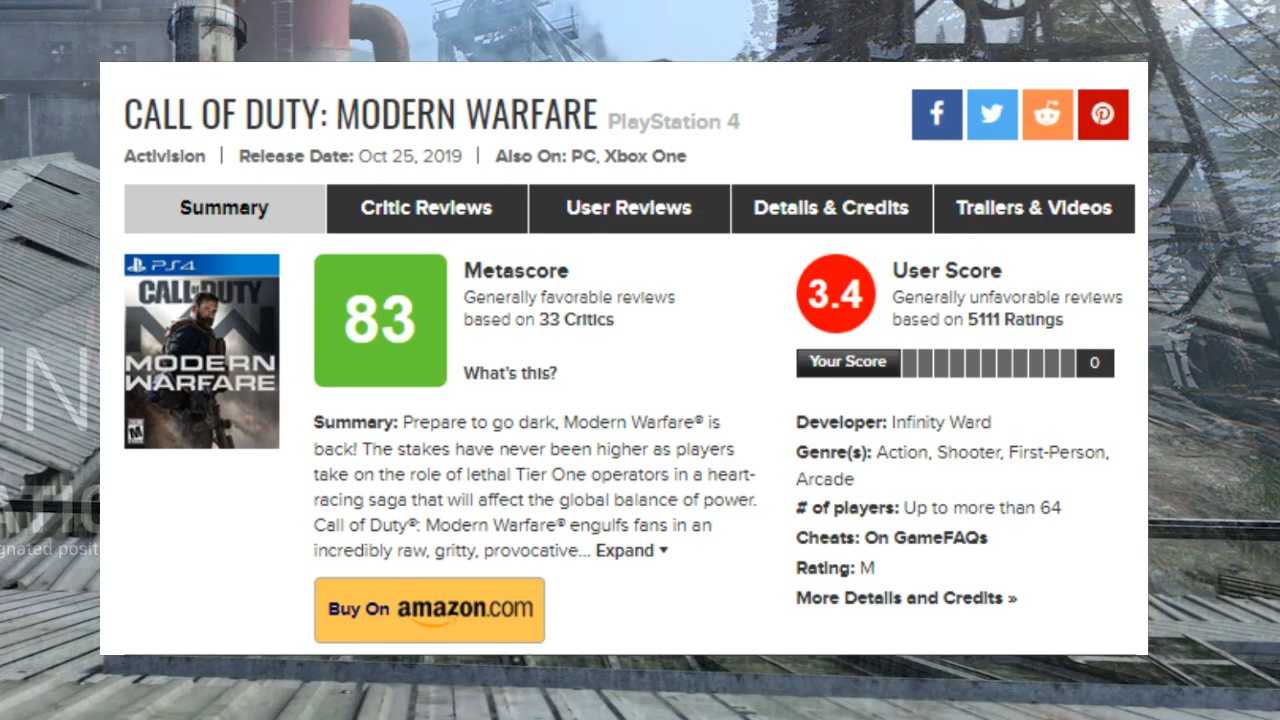 CALL OF DUTY: MODERN WARFARE PlayStation 4
Activision | Release Date: Oct 25, 2019 | Also On: PC, Xbox One
Summary Critic Reviews User Reviews Details & Credits Trailers & Videos
PS4
CALL OF DUTY
MODERN
WARFARE
M
83
Metascore
Generally favorable reviews
based on 33 Critics
What's this?
3.4
User Score
Generally unfavorable reviews
based on 5111 Ratings
Your Score 0
Summary: Prepare to go dark, Modern Warfare® is
back! The stakes have never been higher as players
take on the role of lethal Tier One operators in a heart-
racing saga that will affect the global balance of power.
Call of Duty®: Modern Warfare® engulfs fans in an
incredibly raw, gritty, provocative... Expand
Buy On amazon.com
Developer: Infinity Ward
Genre(s): Action, Shooter, First-Person,
Arcade
# of players: Up to more than 64
Cheats: On GameFAQs
Rating: M
More Details and Credits »